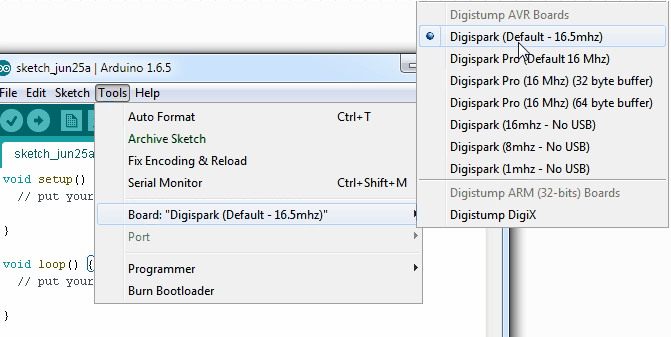 sketch_jun25a | Arduino 1.6.5
File Edit Sketch Tools Help
sketch_jun25a
void setup()
// put your
}
void loop() {
// put your
}
Auto Format Ctrl+T
Archive Sketch
Fix Encoding & Reload
Serial Monitor Ctrl+Shift+M
Board: "Digispark (Default - 16.5mhz)"
Port
Programmer
Burn Bootloader
Digistump AVR Boards
Digispark (Default - 16.5mhz)
Digispark Pro (Default 16 Mhz)
Digispark Pro (16 Mhz) (32 byte buffer)
Digispark Pro (16 Mhz) (64 byte buffer)
Digispark (16mhz - No USB)
Digispark (8mhz - No USB)
Digispark (1mhz - No USB)
Digistump ARM (32-bits) Boards
Digistump DigiX